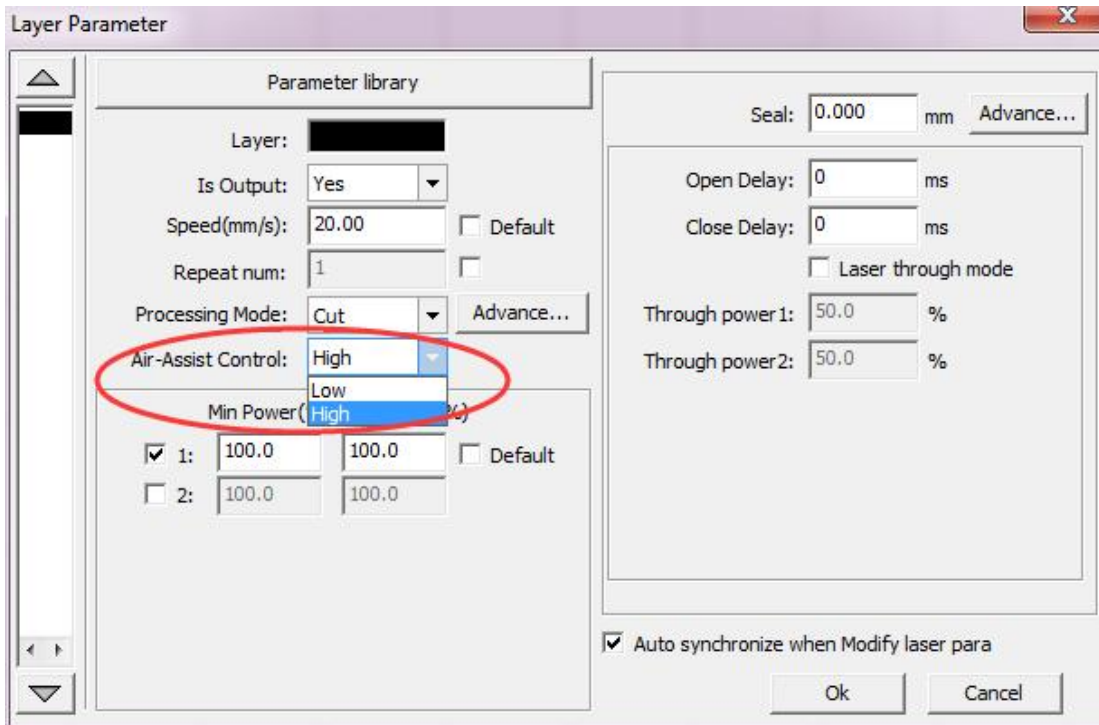 Layer Parameter
X
Parameter library
Layer:
Is Output: Yes
Speed(mm/s): 20.00 Default
Repeat num: 1
Processing Mode: Cut Advance...
Air-Assist Control: High
Low
High
Min Power( %)
1: 100.0 100.0 Default
2: 100.0 100.0
Seal: 0.000 mm Advance...
Open Delay: 0 ms
Close Delay: 0 ms
Laser through mode
Through power1: 50.0 %
Through power2: 50.0 %
Auto synchronize when Modify laser para
Ok Cancel